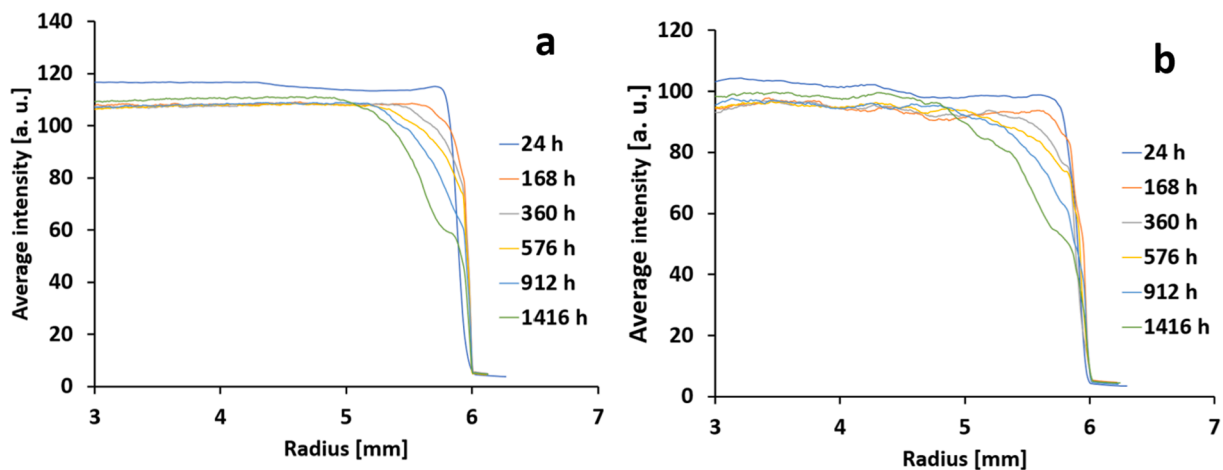 a
140
120
100
80
60
40
20
0
Average intensity [a. u.]
3 4 5 6 7
Radius [mm]
24 h
168 h
360 h
576 h
912 h
1416 h
b
120
100
80
60
40
20
0
Average intensity [a. u.]
3 4 5 6 7
Radius [mm]
24 h
168 h
360 h
576 h
912 h
1416 h